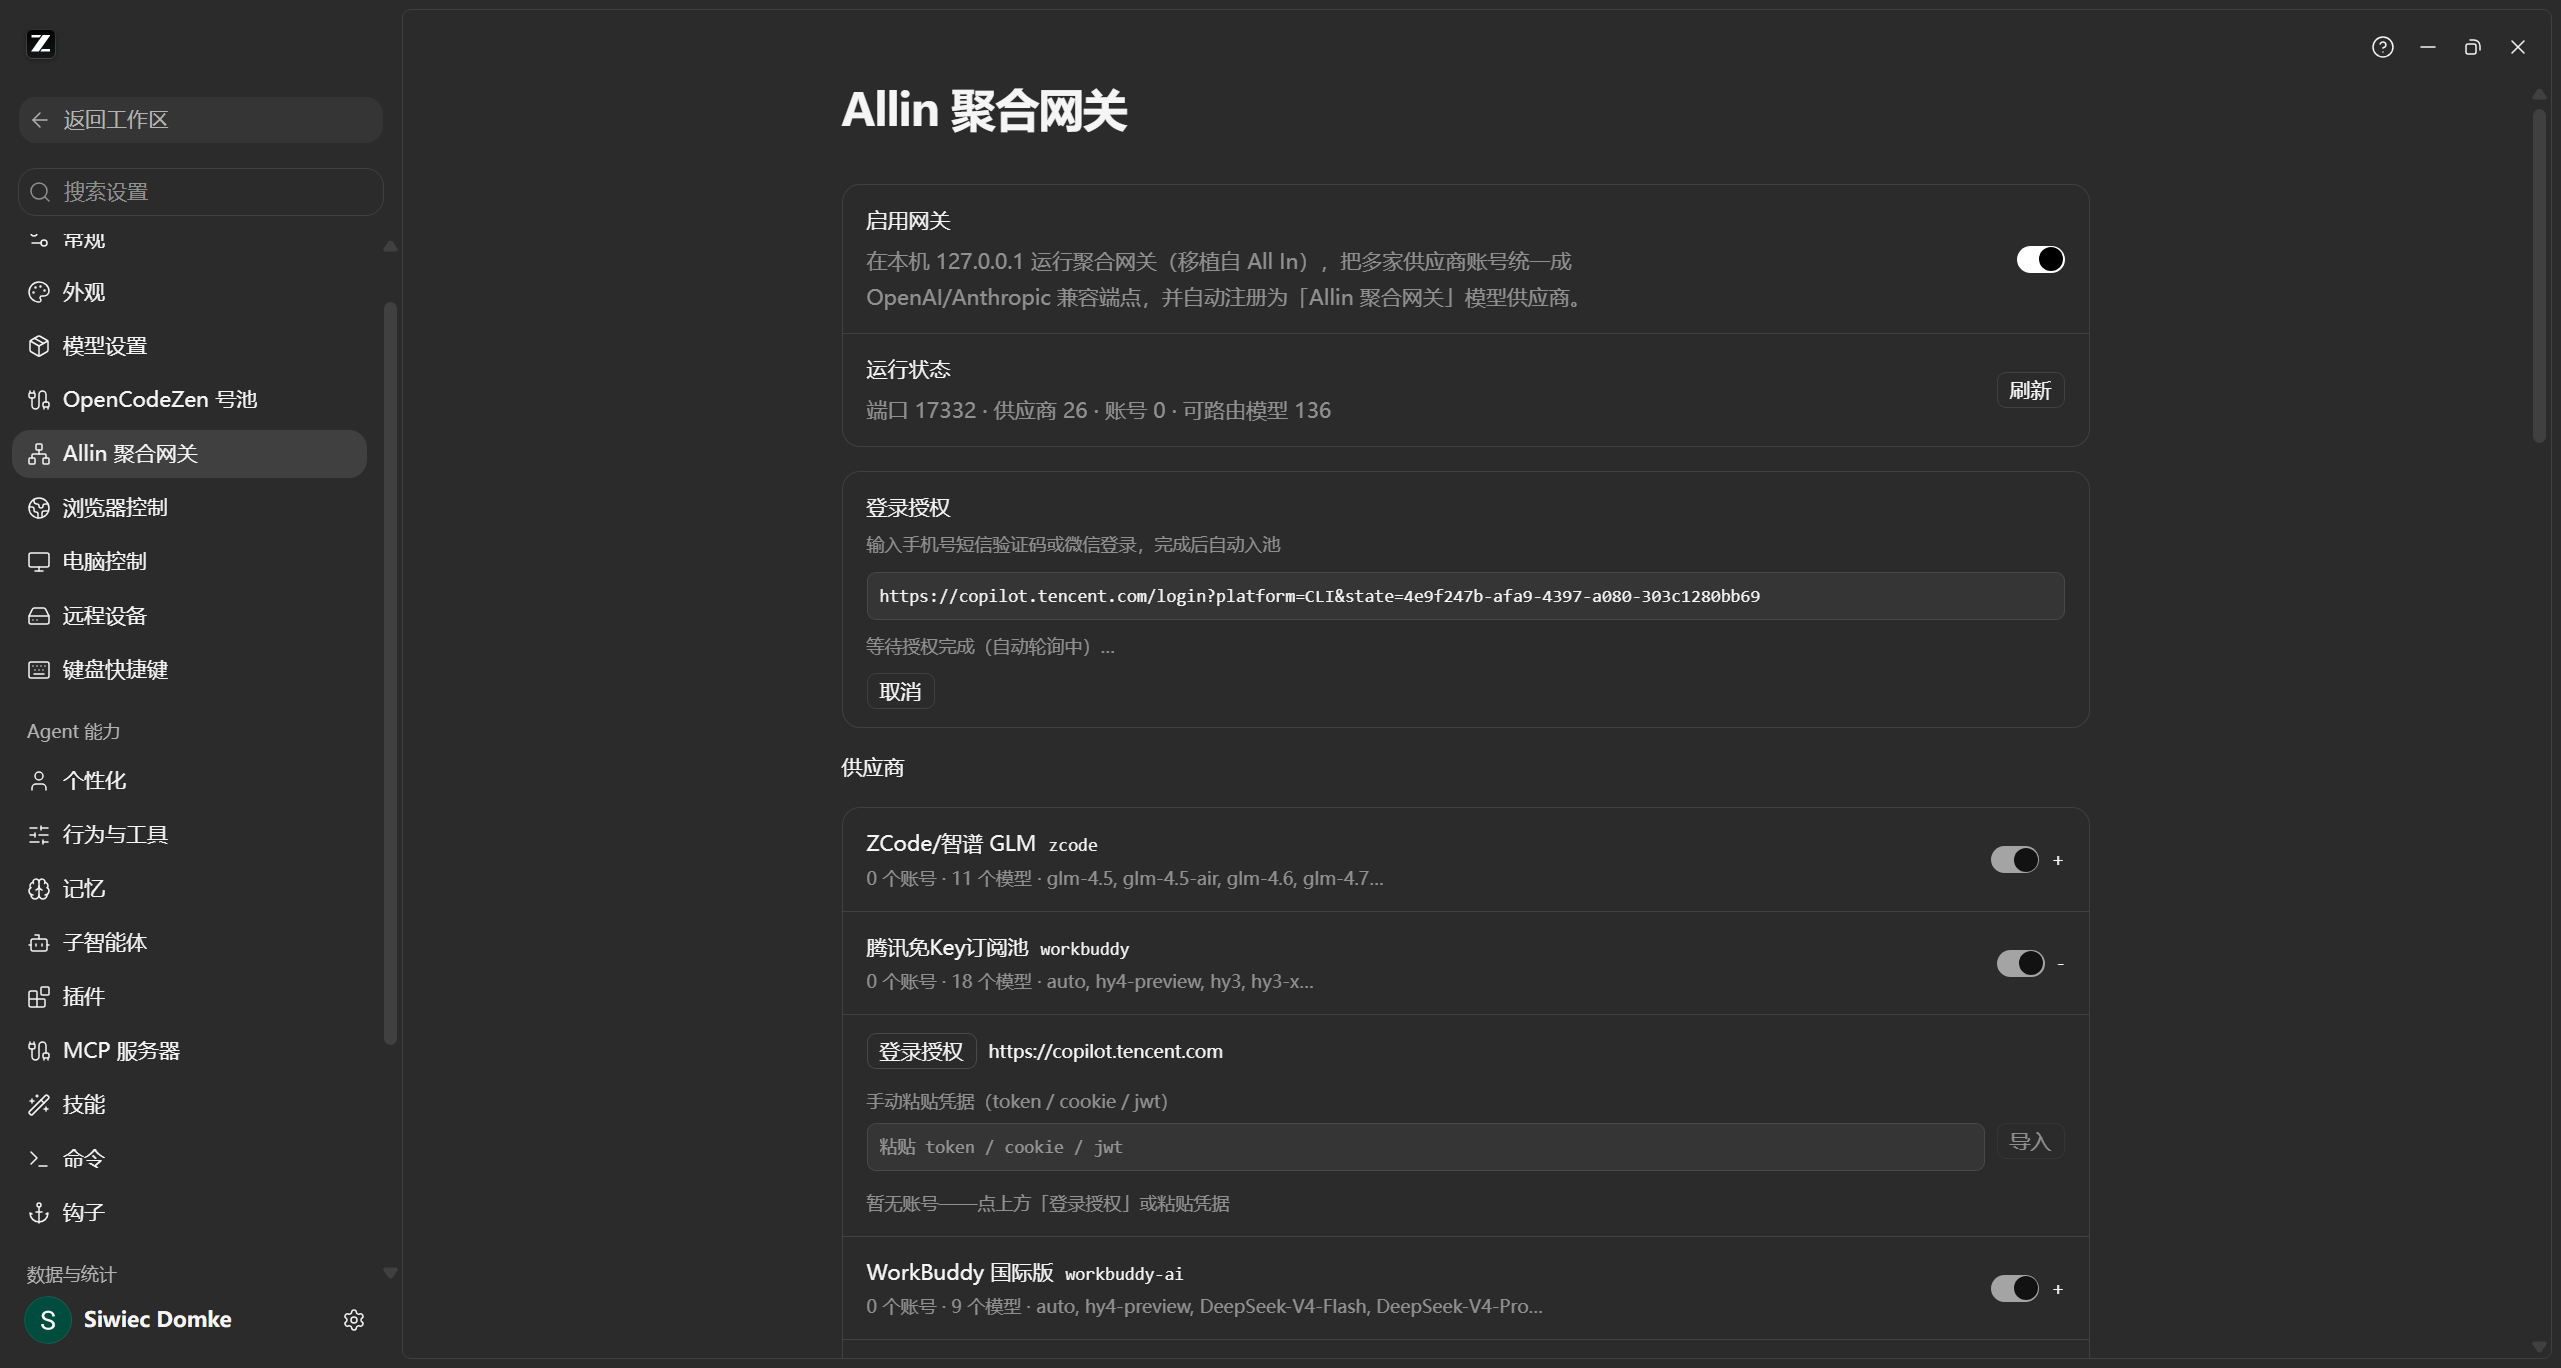 Z
返回工作区
搜索设置
常规
外观
模型设置
OpenCodeZen 号池
Allin 聚合网关
浏览器控制
电脑控制
远程设备
键盘快捷键
Agent 能力
个性化
行为与工具
记忆
子智能体
插件
MCP 服务器
技能
命令
钩子
数据与统计
S Siwiec Domke
Allin 聚合网关
启用网关
在本机 127.0.0.1 运行聚合网关（移植自 All In），把多家供应商账号统一成
OpenAI/Anthropic 兼容端点，并自动注册为「Allin 聚合网关」模型供应商。
运行状态
端口 17332 · 供应商 26 · 账号 0 · 可路由模型 136
刷新
登录授权
输入手机号短信验证码或微信登录，完成后自动入池
https://copilot.tencent.com/login?platform=CLI&state=4e9f247b-afa9-4397-a080-303c1280bb69
等待授权完成（自动轮询中）...
取消
供应商
ZCode/智谱 GLM zcode
0 个账号 · 11 个模型 · glm-4.5, glm-4.5-air, glm-4.6, glm-4.7...
+
腾讯免Key订阅池 workbuddy
0 个账号 · 18 个模型 · auto, hy4-preview, hy3, hy3-x...
-
登录授权 https://copilot.tencent.com
手动粘贴凭据（token / cookie / jwt）
粘贴 token / cookie / jwt
导入
暂无账号——点上方「登录授权」或粘贴凭据
WorkBuddy 国际版 workbuddy-ai
0 个账号 · 9 个模型 · auto, hy4-preview, DeepSeek-V4-Flash, DeepSeek-V4-Pro...
+